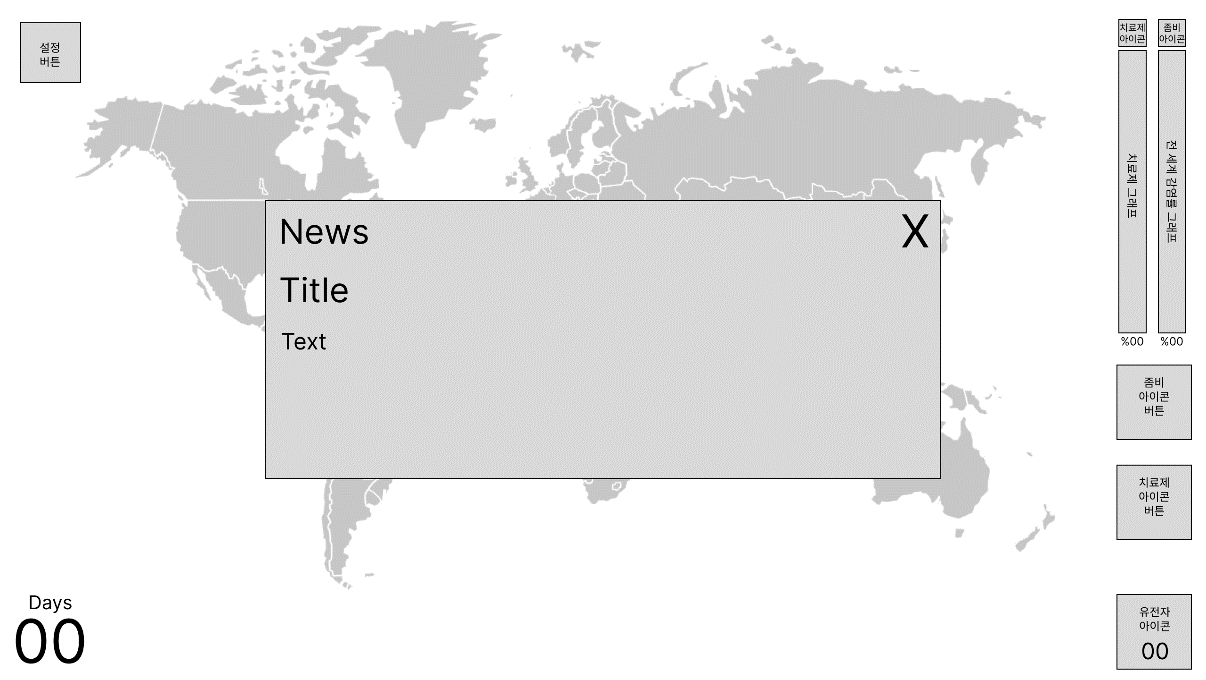 설정
버튼
치료제
아이콘
좀비
아이콘
치료제 그래프
전 세계 감염률 그래프
%00
%00
News
X
Title
Text
좀비
아이콘
버튼
치료제
아이콘
버튼
Days
00
유전자
아이콘
00